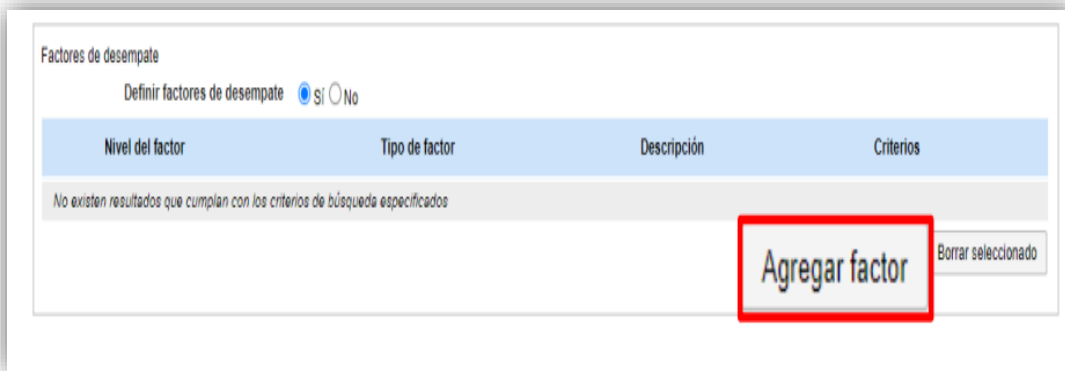 Factores de desempate
Definir factores de desempate Sí No
Nivel del factor Tipo de factor Descripción Criterios
No existen resultados que cumplan con los criterios de búsqueda especificados
Agregar factor Borrar seleccionado